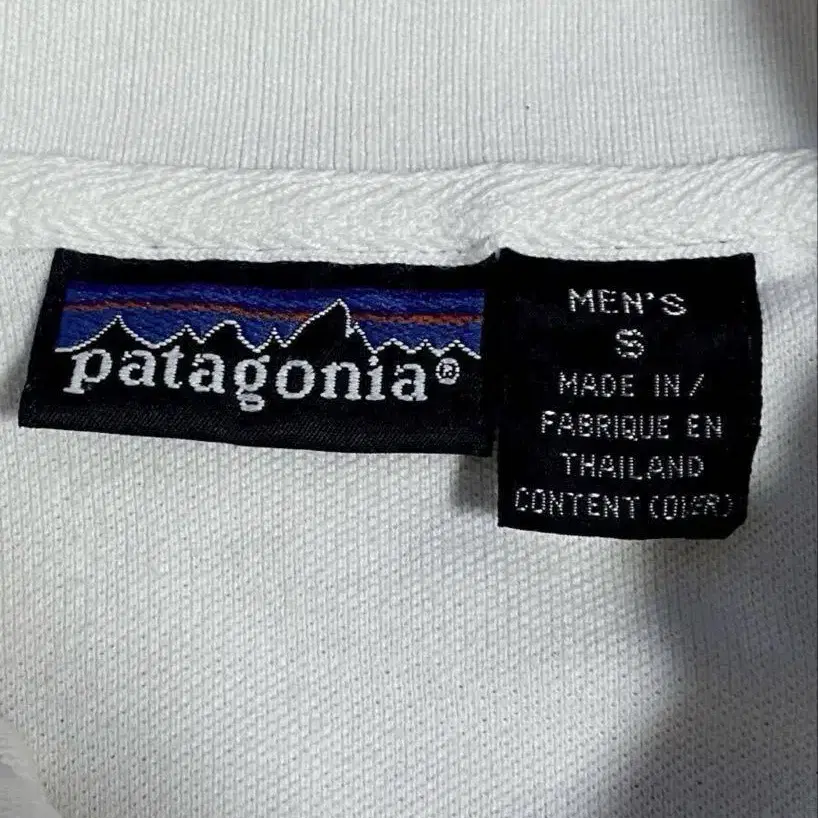 patagonia®
MEN'S
S
MADE IN/
FABRIQUE EN
THAILAND
CONTENT (OVER)